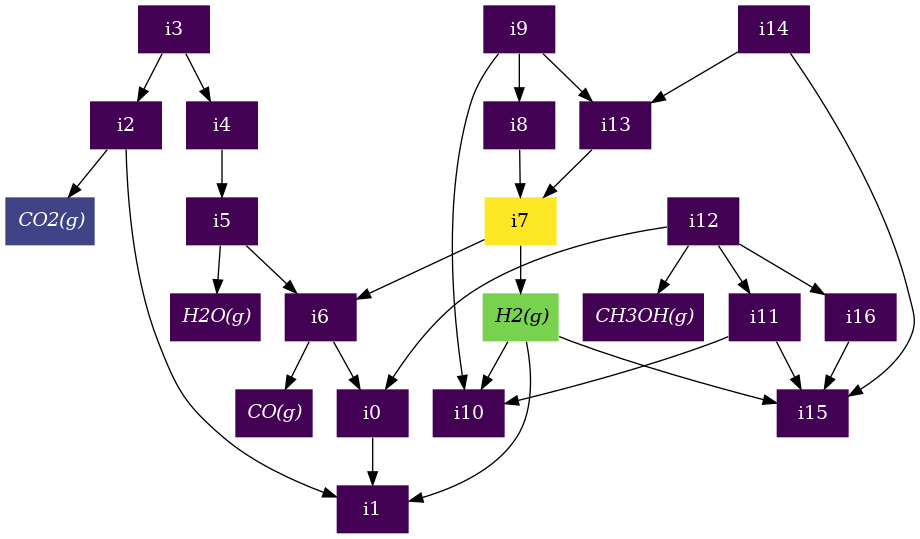 i3
i9
i14
i2
i4
i8
i13
CO2(g)
i5
i7
i12
H2O(g)
i6
H2(g)
CH3OH(g)
i11
i16
CO(g)
i0
i10
i15
i1